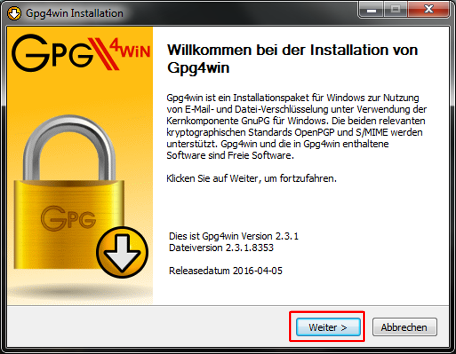 Gpg4win Installation
GPG 4WiN
Willkommen bei der Installation von
Gpg4win
Gpg4win ist ein Installationspaket für Windows zur Nutzung
von E-Mail- und Datei-Verschlüsselung unter Verwendung der
Kernkomponente GnuPG für Windows. Die beiden relevanten
kryptographischen Standards OpenPGP und S/MIME werden
unterstützt. Gpg4win und die in Gpg4win enthaltene
Software sind Freie Software.
Klicken Sie auf Weiter, um fortzufahren.
GPG
Dies ist Gpg4win Version 2.3.1
Dateiversion 2.3.1.8353
Releasedatum 2016-04-05
Weiter >
Abbrechen